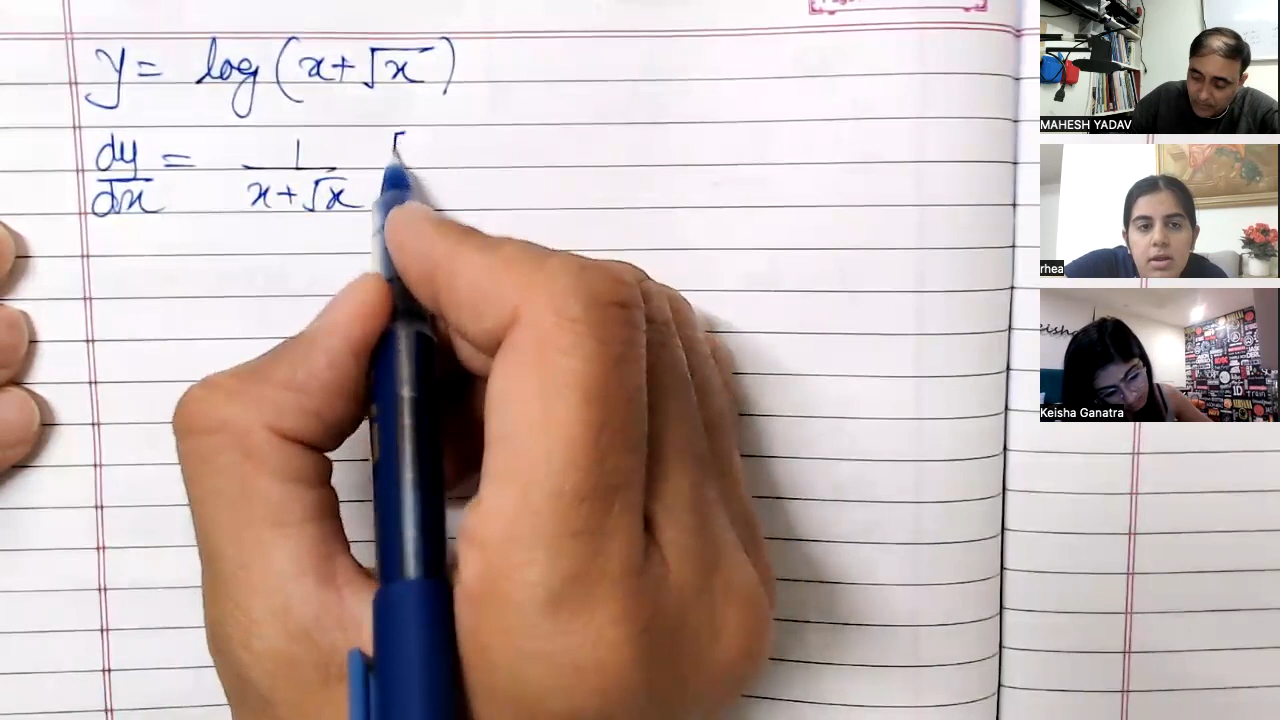 y = log (x+√x)
dy/dx = 1/(x+√x) [
MAHESH YADAV
rhea
Keisha Ganatra